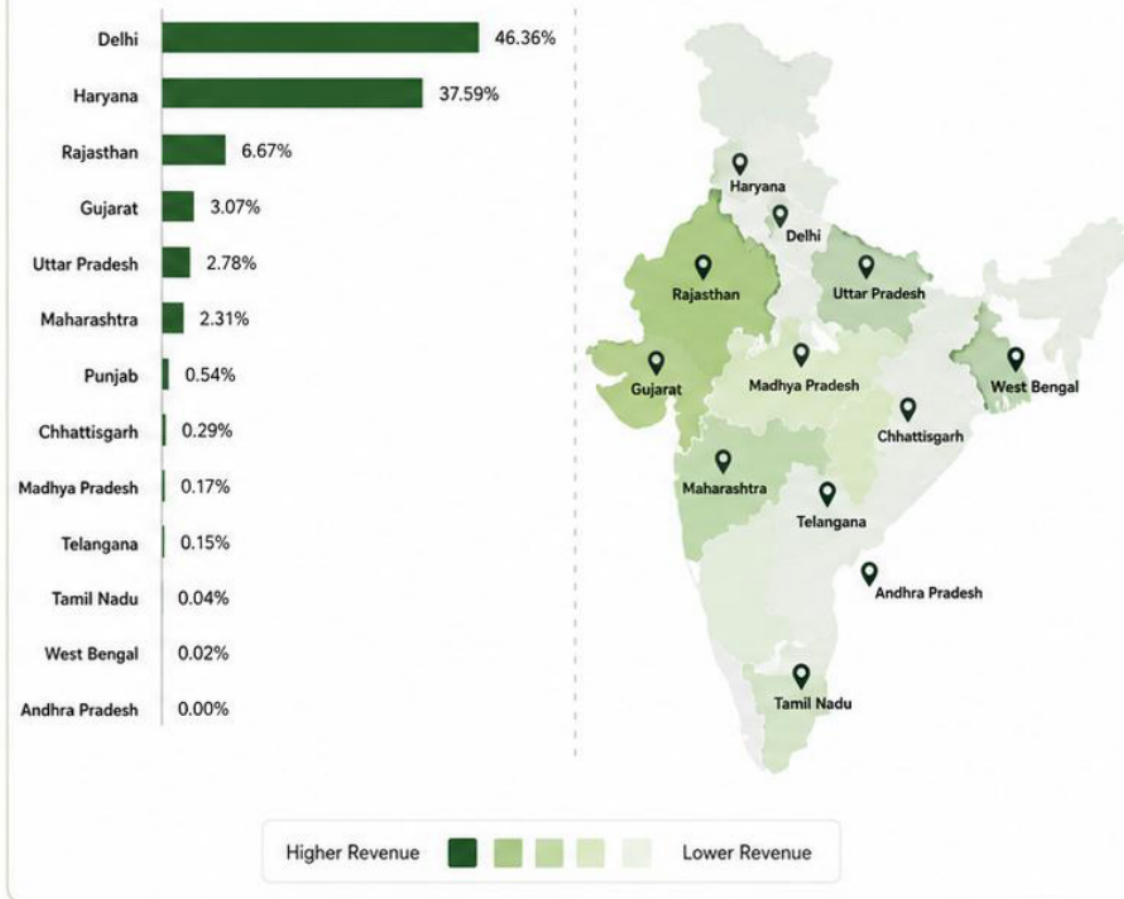 Delhi 46.36%
Haryana 37.59%
Rajasthan 6.67%
Gujarat 3.07%
Uttar Pradesh 2.78%
Maharashtra 2.31%
Punjab 0.54%
Chhattisgarh 0.29%
Madhya Pradesh 0.17%
Telangana 0.15%
Tamil Nadu 0.04%
West Bengal 0.02%
Andhra Pradesh 0.00%
Haryana
Delhi
Rajasthan
Uttar Pradesh
Gujarat
Madhya Pradesh
West Bengal
Chhattisgarh
Maharashtra
Telangana
Andhra Pradesh
Tamil Nadu
Higher Revenue Lower Revenue